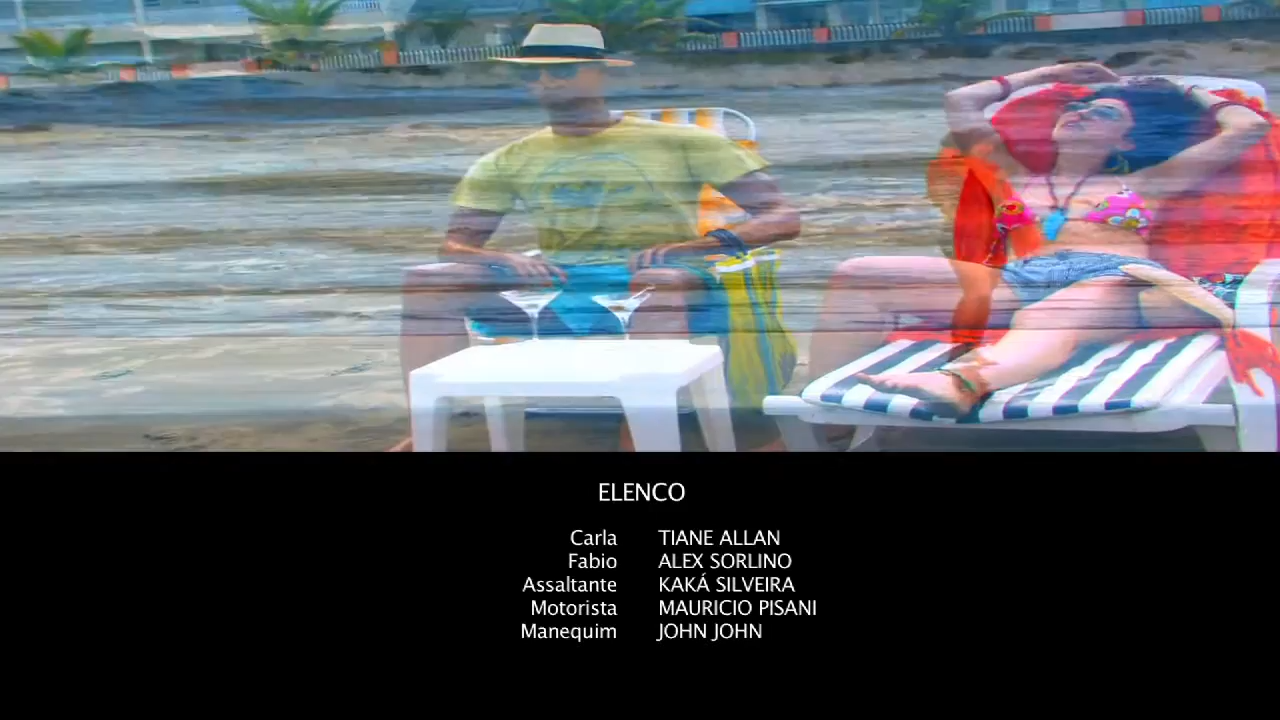 ELENCO
Carla TIANE ALLAN
Fabio ALEX SORLINO
Assaltante KAKÁ SILVEIRA
Motorista MAURICIO PISANI
Manequim JOHN JOHN